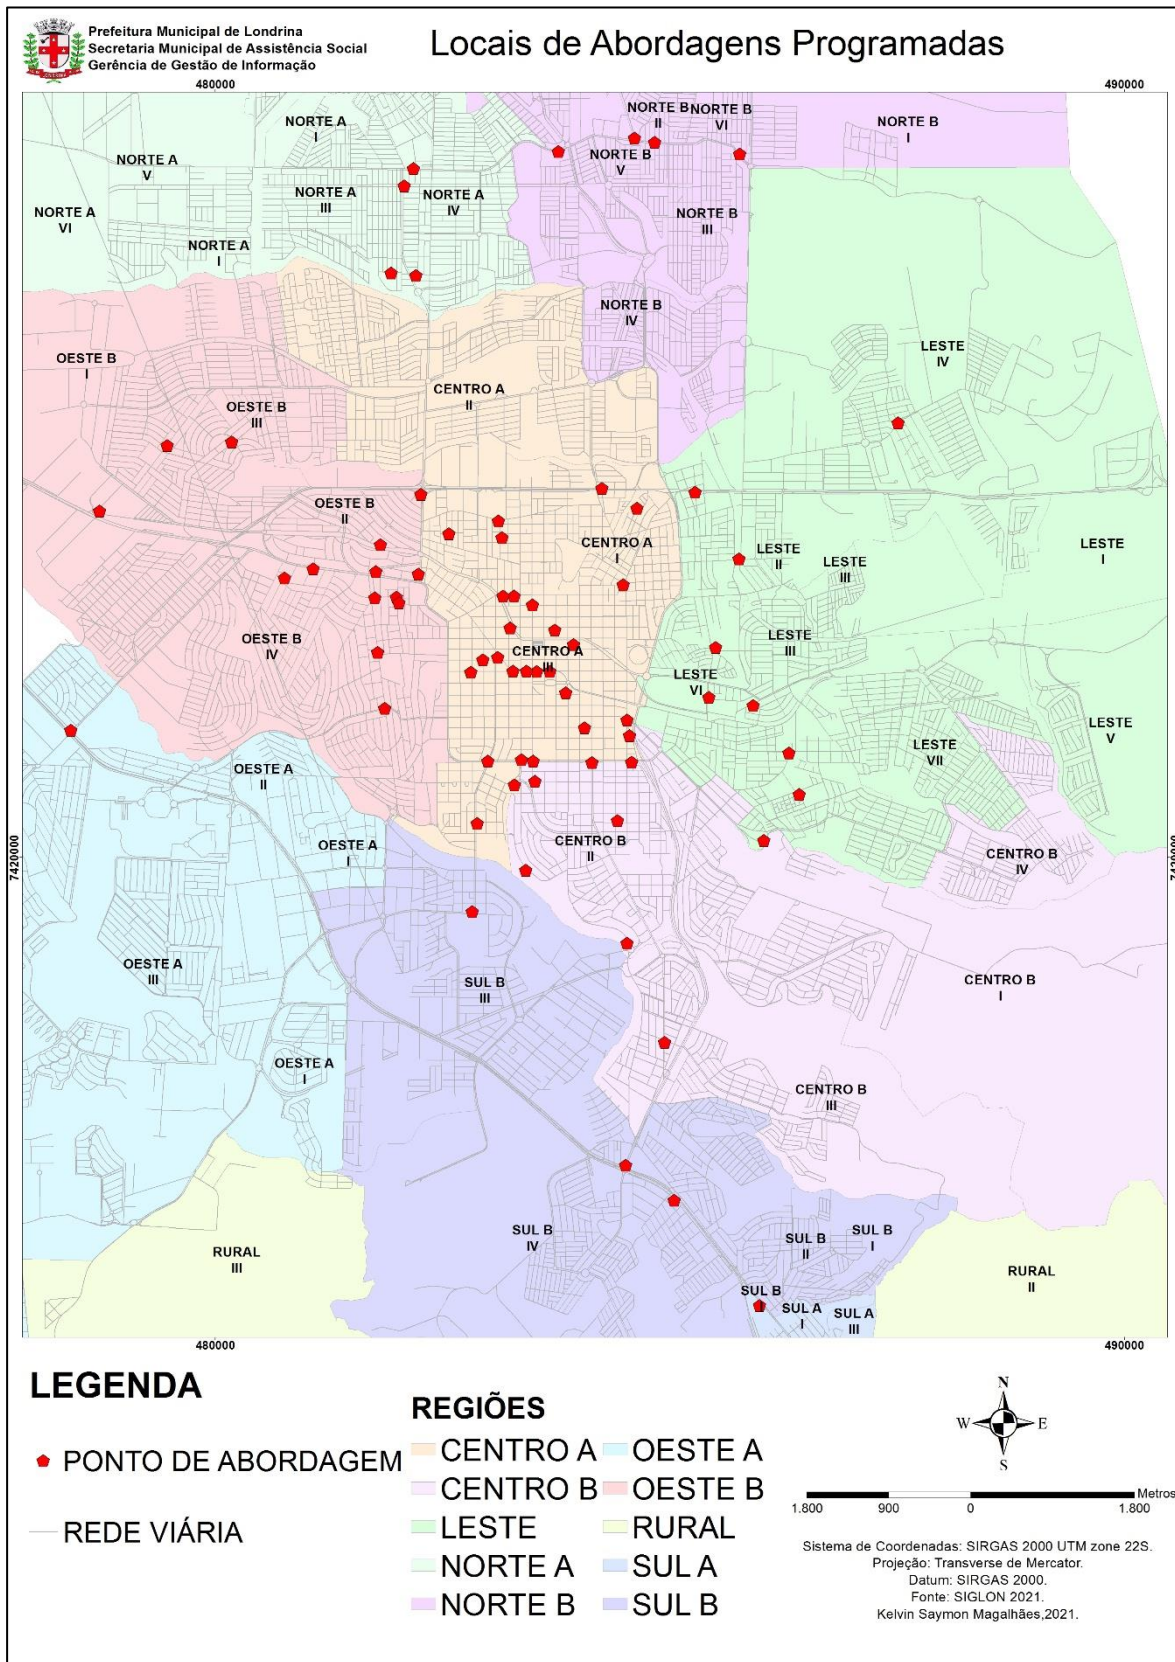 Prefeitura Municipal de Londrina
Secretaria Municipal de Assistência Social
Gerência de Gestão de Informação
Locais de Abordagens Programadas
480000
490000
NORTE A
I
NORTE B
II
NORTE B
VI
NORTE B
I
NORTE A
V
NORTE B
V
NORTE A
III
NORTE A
IV
NORTE A
VI
NORTE B
III
NORTE A
I
NORTE B
IV
OESTE B
I
LESTE
IV
CENTRO A
II
OESTE B
III
OESTE B
II
CENTRO A
I
LESTE
II
LESTE
I
LESTE
III
OESTE B
IV
CENTRO A
III
LESTE
III
LESTE
VI
LESTE
V
LESTE
VII
OESTE A
II
OESTE A
I
CENTRO B
II
CENTRO B
IV
7420000
7420000
OESTE A
III
SUL B
III
CENTRO B
I
OESTE A
I
CENTRO B
III
SUL B
IV
SUL B
II
SUL B
I
RURAL
III
RURAL
II
SUL B
I
SUL A
I
SUL A
III
480000
490000
LEGENDA
PONTO DE ABORDAGEM
REDE VIÁRIA
REGIÕES
CENTRO A
CENTRO B
LESTE
NORTE A
NORTE B
OESTE A
OESTE B
RURAL
SUL A
SUL B
N
W
E
S
Metros
1.800
900
0
1.800
Sistema de Coordenadas: SIRGAS 2000 UTM zone 22S.
Projeção: Transverse de Mercator.
Datum: SIRGAS 2000.
Fonte: SIGLON 2021.
Kelvin Saymon Magalhães,2021.